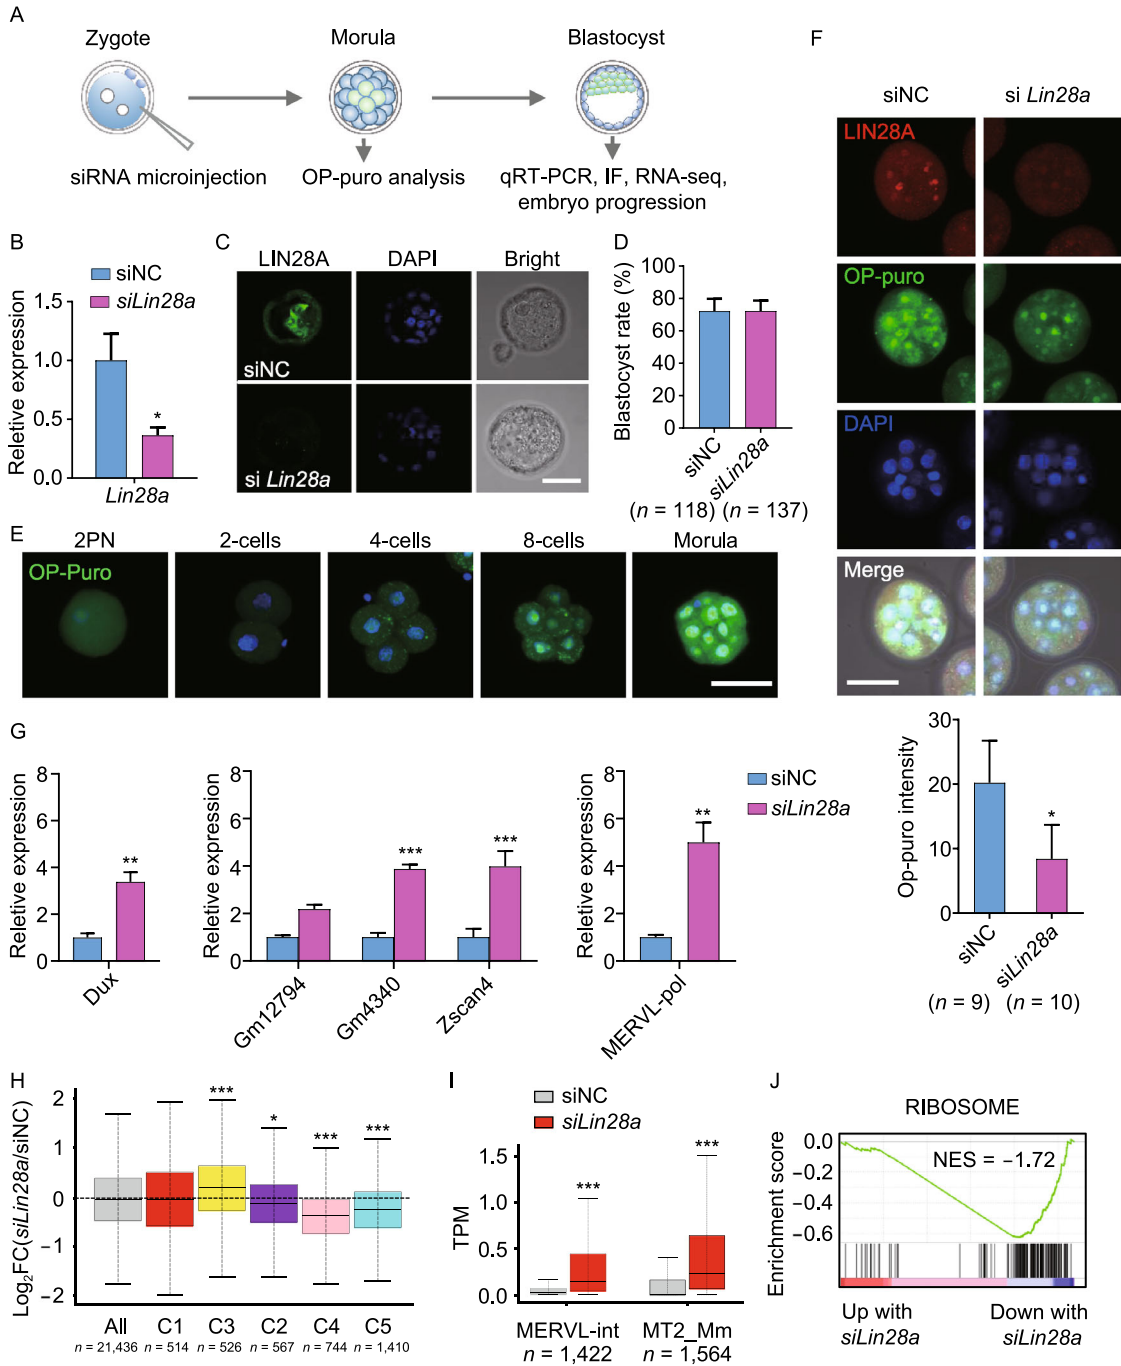 A
Zygote
Morula
Blastocyst
siRNA microinjection
OP-puro analysis
qRT-PCR, IF, RNA-seq,
embryo progression
B
siNC
siLin28a
Reletive expression
1.5
1.0
0.5
0.0
*
Lin28a
C
LIN28A
DAPI
Bright
siNC
si Lin28a
D
Blastocyst rate (%)
100
80
60
40
20
0
siNC
siLin28a
(n = 118) (n = 137)
E
2PN
2-cells
4-cells
8-cells
Morula
OP-Puro
F
siNC
si Lin28a
LIN28A
OP-puro
DAPI
Merge
Op-puro intensity
30
20
10
0
*
siNC
siLin28a
(n = 9)
(n = 10)
G
Reletive expression
8
6
4
2
0
**
Dux
Reletive expression
8
6
4
2
0
***
***
Gm12794
Gm4340
Zscan4
Reletive expression
8
6
4
2
0
**
MERVL-pol
siNC
siLin28a
H
Log2FC(siLin28a/siNC)
2
1
0
−1
−2
***
*
***
***
All
C1
C3
C2
C4
C5
n = 21,436
n = 514
n = 526
n = 567
n = 744
n = 1,410
I
siNC
siLin28a
TPM
1.5
1.0
0.5
0.0
***
***
MERVL-int
MT2_Mm
n = 1,422
n = 1,564
J
RIBOSOME
NES = −1.72
Enrichment score
0.0
−0.2
−0.4
−0.6
Up with
siLin28a
Down with
siLin28a